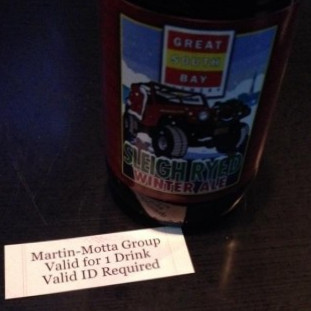 GREAT
SOUTH
BAY
SLEIGH RYED
WINTER ALE
Martin-Motta Group
Valid for 1 Drink
Valid ID Required